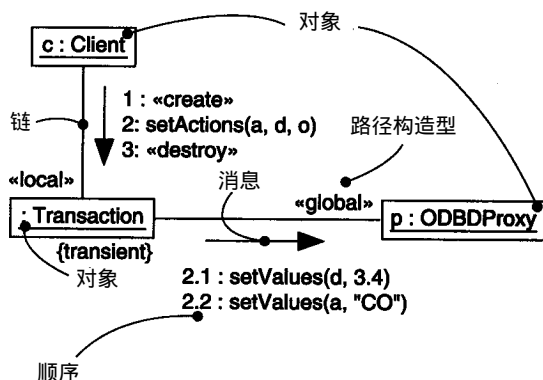 对象
c : Client
1 : «create»
2: setActions(a, d, o)
3: «destroy»
链
路径构造型
«local»
消息
«global»
: Transaction
p : ODBDProxy
{transient}
对象
2.1 : setValues(d, 3.4)
2.2 : setValues(a, "CO")
顺序